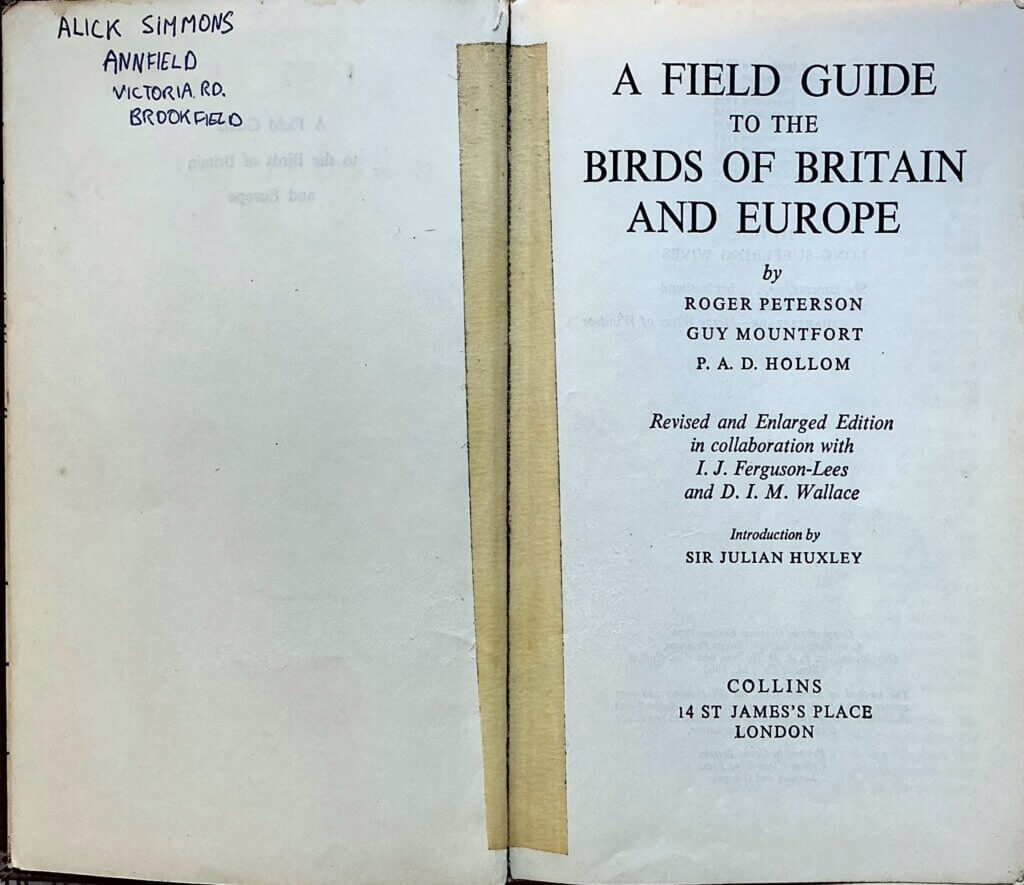 ALICK SIMMONS
ANNFIELD
VICTORIA RD.
BROOKFIELD
A FIELD GUIDE
TO THE
BIRDS OF BRITAIN
AND EUROPE
by
ROGER PETERSON
GUY MOUNTFORT
P. A. D. HOLLOM
Revised and Enlarged Edition
in collaboration with
I. J. Ferguson-Lees
and D. I. M. Wallace
Introduction by
SIR JULIAN HUXLEY
COLLINS
14 ST JAMES'S PLACE
LONDON